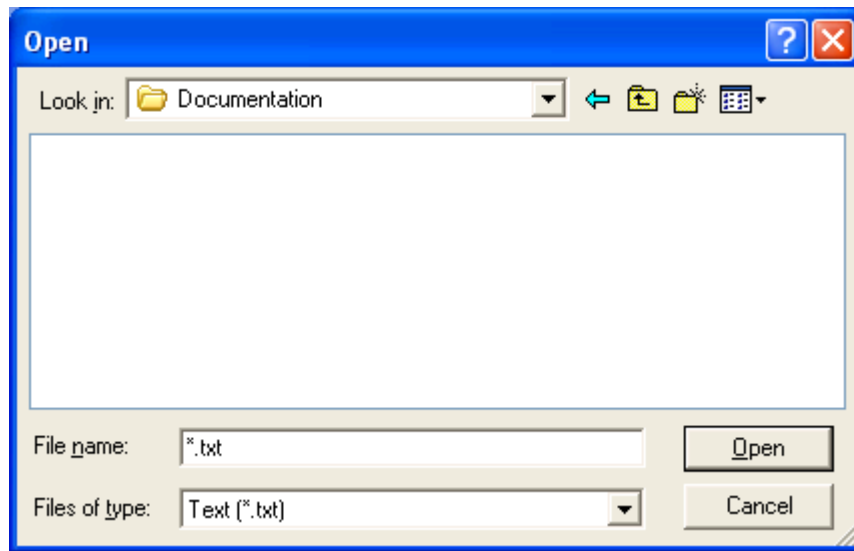 Open
Look in: Documentation
File name: *.txt Open
Files of type: Text (*.txt) Cancel